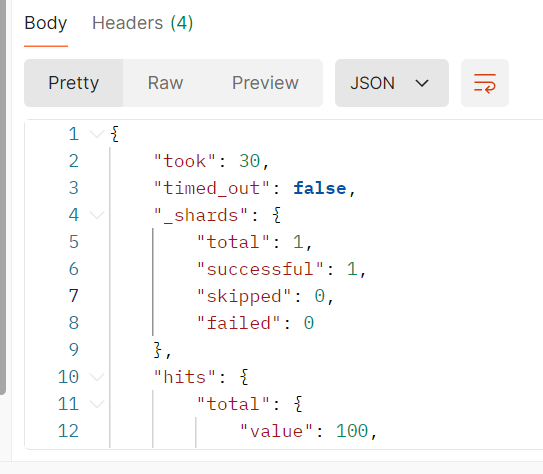 Body Headers (4)
Pretty Raw Preview JSON
1 {
2 "took": 30,
3 "timed_out": false,
4 "_shards": {
5 "total": 1,
6 "successful": 1,
7 "skipped": 0,
8 "failed": 0
9 },
10 "hits": {
11 "total": {
12 "value": 100,